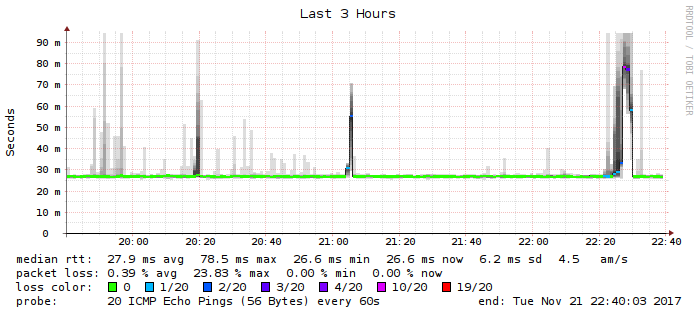 Last 3 Hours
RRDTOOL / TOBI OETIKER
Seconds
90 m
80 m
70 m
60 m
50 m
40 m
30 m
20 m
10 m
0
20:00 20:20 20:40 21:00 21:20 21:40 22:00 22:20 22:40
median rtt: 27.9 ms avg 78.5 ms max 26.6 ms min 26.6 ms now 6.2 ms sd 4.5 am/s
packet loss: 0.39 % avg 23.83 % max 0.00 % min 0.00 % now
loss color: 0 1/20 2/20 3/20 4/20 10/20 19/20
probe: 20 ICMP Echo Pings (56 Bytes) every 60s end: Tue Nov 21 22:40:03 2017